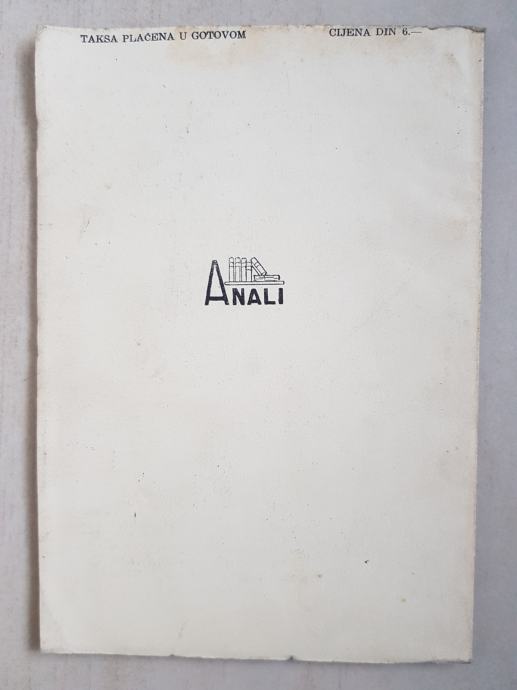 TAKSA PLAĆENA U GOTOVOM CIJENA DIN 6.—
ANALI